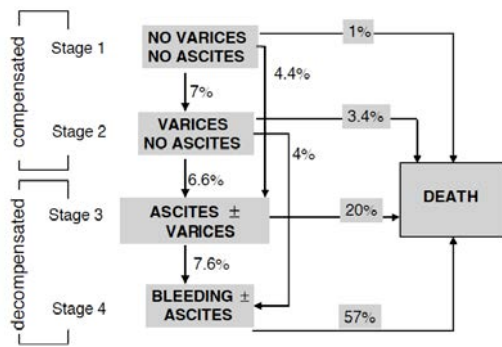 compensated
Stage 1
NO VARICES
NO ASCITES
1%
4.4%
7%
Stage 2
VARICES
NO ASCITES
3.4%
4%
6.6%
DEATH
decompensated
Stage 3
ASCITES ±
VARICES
20%
7.6%
Stage 4
BLEEDING ±
ASCITES
57%